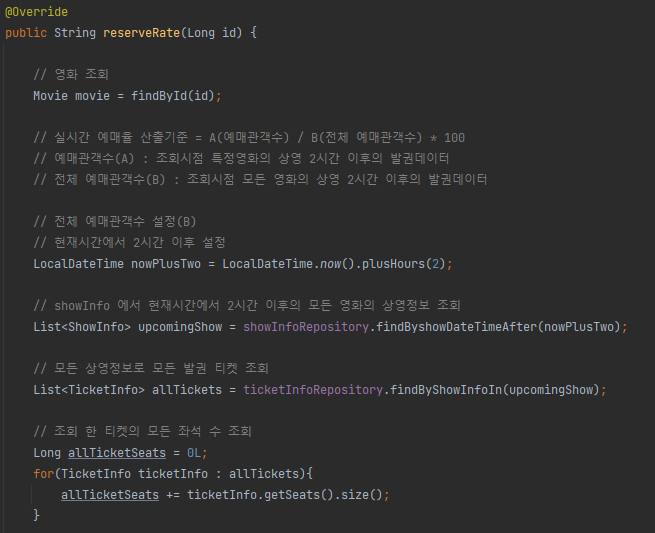 @Override
public String reserveRate(Long id) {
// 영화 조회
Movie movie = findById(id);
// 실시간 예매율 산출기준 = A(예매관객수) / B(전체 예매관객수) * 100
// 예매관객수(A) : 조회시점 특정영화의 상영 2시간 이후의 발권데이터
// 전체 예매관객수(B) : 조회시점 모든 영화의 상영 2시간 이후의 발권데이터
// 전체 예매관객수 설정(B)
// 현재시간에서 2시간 이후 설정
LocalDateTime nowPlusTwo = LocalDateTime.now().plusHours(2);
// showInfo 에서 현재시간에서 2시간 이후의 모든 영화의 상영정보 조회
List<ShowInfo> upcomingShow = showInfoRepository.findByshowDateTimeAfter(nowPlusTwo);
// 모든 상영정보로 모든 발권 티켓 조회
List<TicketInfo> allTickets = ticketInfoRepository.findByShowInfoIn(upcomingShow);
// 조회 한 티켓의 모든 좌석 수 조회
Long allTicketSeats = 0L;
for(TicketInfo ticketInfo : allTickets){
allTicketSeats += ticketInfo.getSeats().size();
}